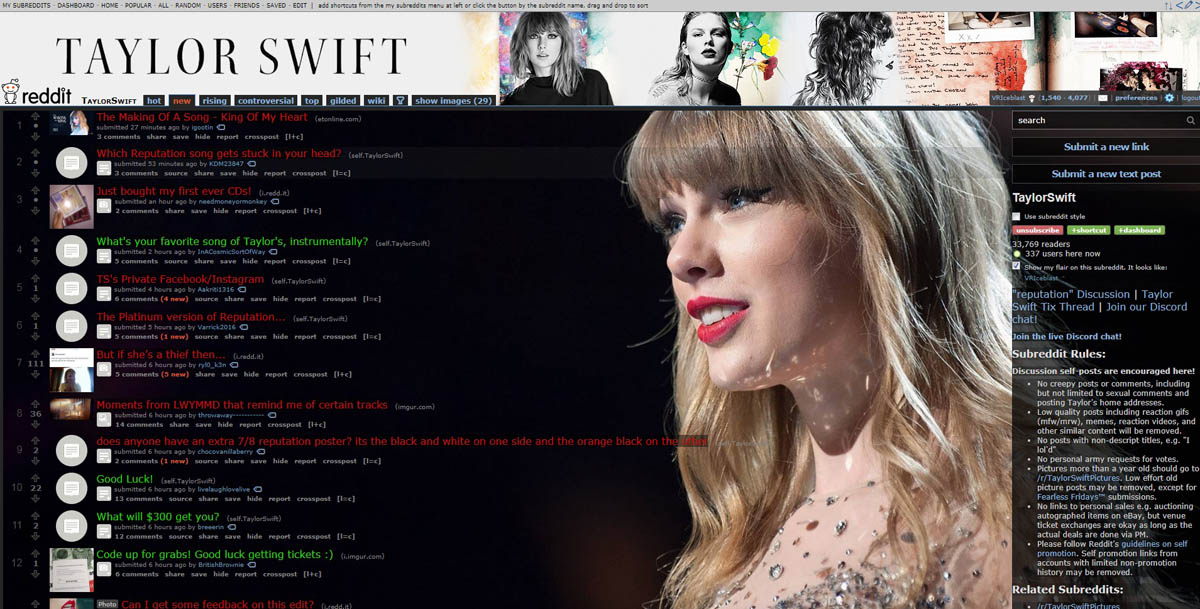 MY SUBREDDITS - DASHBOARD - HOME - POPULAR - ALL - RANDOM - USERS - FRIENDS - SAVED - EDIT | add shortcuts from the my subreddits menu at left or click the button by the subreddit name, drag and drop to sort
TAYLOR SWIFT
reddit TAYLORSWIFT hot new rising controversial top gilded wiki show images (29)
VRIceblast (1,540 · 4,077) | preferences | logout
1 The Making Of A Song - King Of My Heart (etonline.com)
submitted 27 minutes ago by igootin
3 comments share save hide report crosspost [l+c]
2 Which Reputation song gets stuck in your head? (self.TaylorSwift)
submitted 53 minutes ago by KDM23847
3 comments source share save hide report crosspost [l=c]
3 Just bought my first ever CDs! (i.redd.it)
submitted an hour ago by needmoneyormonkey
2 comments share save hide report crosspost [l+c]
4 What's your favorite song of Taylor's, instrumentally? (self.TaylorSwift)
submitted 2 hours ago by InACosmicSortOfWay
5 comments source share save hide report crosspost [l=c]
5 1 TS's Private Facebook/Instagram (self.TaylorSwift)
submitted 4 hours ago by Aakriti1316
6 comments (4 new) source share save hide report crosspost [l=c]
6 1 The Platinum version of Reputation... (self.TaylorSwift)
submitted 5 hours ago by Varrick2016
5 comments (1 new) source share save hide report crosspost [l=c]
7 111 But if she's a thief then... (i.redd.it)
submitted 6 hours ago by ryl0_k3n
5 comments (5 new) share save hide report crosspost [l+c]
8 36 Moments from LWYMMD that remind me of certain tracks (imgur.com)
submitted 6 hours ago by throwaway-----------
14 comments share save hide report crosspost [l+c]
9 2 does anyone have an extra 7/8 reputation poster? its the black and white on one side and the orange black on the
submitted 6 hours ago by chocovanillaberry
2 comments (1 new) source share save hide report crosspost [l=c]
10 22 Good Luck! (self.TaylorSwift)
submitted 6 hours ago by livelaughlovelive
13 comments source share save hide report crosspost [l=c]
11 2 What will $300 get you? (self.TaylorSwift)
submitted 6 hours ago by breeerin
12 comments source share save hide report crosspost [l=c]
12 1 Code up for grabs! Good luck getting tickets :) (i.imgur.com)
submitted 6 hours ago by BritishBrownie
6 comments share save hide report crosspost [l+c]
Photo Can I get some feedback on this edit? (i.redd.it)
search
Submit a new link
Submit a new text post
TaylorSwift
Use subreddit style
unsubscribe +shortcut +dashboard
33,769 readers
337 users here now
Show my flair on this subreddit. It looks like:
VRIceblast
"reputation" Discussion | Taylor
Swift Tix Thread | Join our Discord
chat!
Join the live Discord chat!
Subreddit Rules:
Discussion self-posts are encouraged here!
• No creepy posts or comments, including
but not limited to sexual comments and
posting Taylor's home addresses.
• Low quality posts including reaction gifs
(mfw/mrw), memes, reaction videos, and
other similar content will be removed.
• No posts with non-descript titles, e.g. "I
lol'd"
• No personal army requests for votes.
• Pictures more than a year old should go to
/r/TaylorSwiftPictures. Low effort old
picture posts may be removed, except for
Fearless Fridays™ submissions.
• No links to personal sales e.g. auctioning
autographed items on eBay, but venue
ticket exchanges are okay as long as the
actual deals are done via PM.
• Please follow Reddit's guidelines on self
promotion. Self promotion links from
accounts with limited non-promotion
history may be removed.
Related Subreddits:
• /r/TaylorSwiftPictures